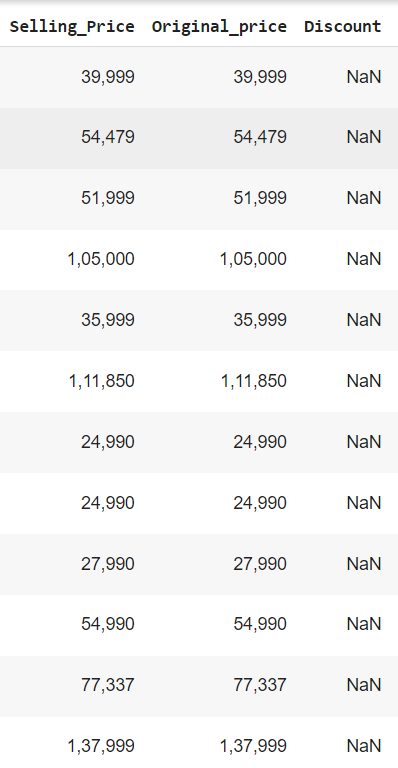 Selling_Price Original_price Discount
39,999 39,999 NaN
54,479 54,479 NaN
51,999 51,999 NaN
1,05,000 1,05,000 NaN
35,999 35,999 NaN
1,11,850 1,11,850 NaN
24,990 24,990 NaN
24,990 24,990 NaN
27,990 27,990 NaN
54,990 54,990 NaN
77,337 77,337 NaN
1,37,999 1,37,999 NaN